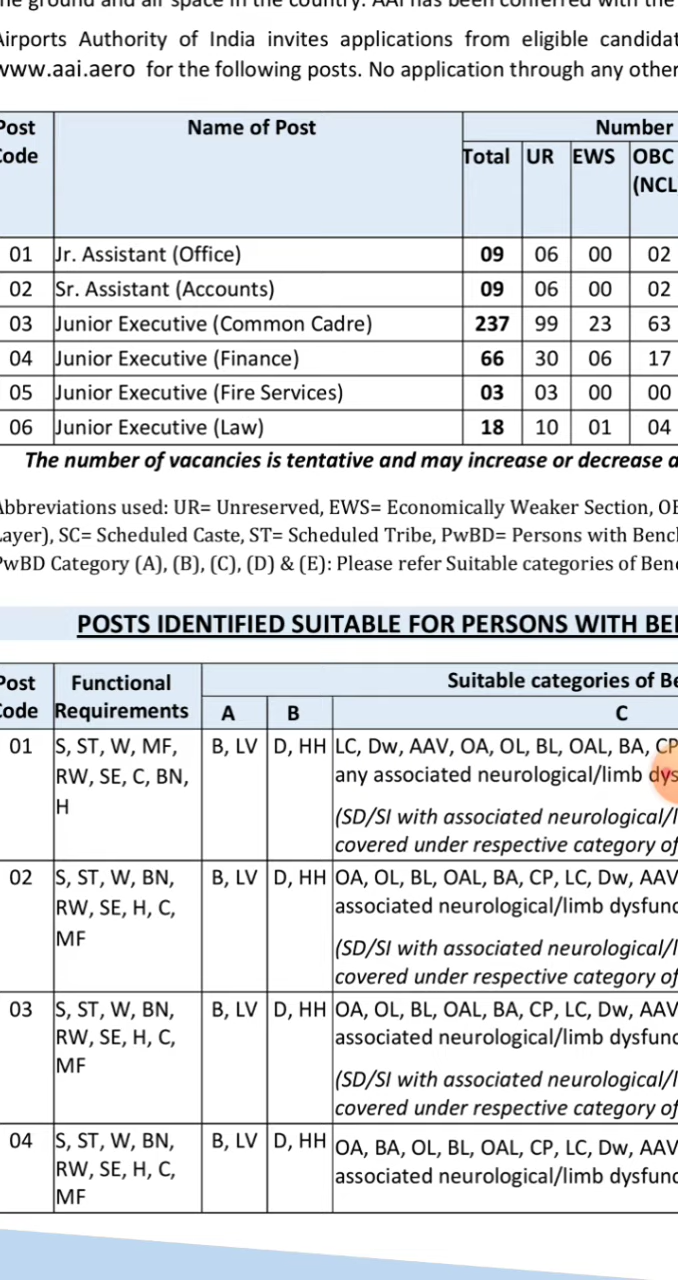 ne ground and air space in the country. AAI has been conferred with the
Airports Authority of India invites applications from eligible candidat
www.aai.aero for the following posts. No application through any other
Post Code Name of Post Number
Total UR EWS OBC (NCL
01 Jr. Assistant (Office) 09 06 00 02
02 Sr. Assistant (Accounts) 09 06 00 02
03 Junior Executive (Common Cadre) 237 99 23 63
04 Junior Executive (Finance) 66 30 06 17
05 Junior Executive (Fire Services) 03 03 00 00
06 Junior Executive (Law) 18 10 01 04
The number of vacancies is tentative and may increase or decrease a
Abbreviations used: UR= Unreserved, EWS= Economically Weaker Section, OB
Layer), SC= Scheduled Caste, ST= Scheduled Tribe, PwBD= Persons with Bench
PwBD Category (A), (B), (C), (D) & (E): Please refer Suitable categories of Ben
POSTS IDENTIFIED SUITABLE FOR PERSONS WITH BE
Post Functional Suitable categories of Be
Code Requirements A B C
01 S, ST, W, MF, B, LV D, HH LC, Dw, AAV, OA, OL, BL, OAL, BA, CP
RW, SE, C, BN, any associated neurological/limb dys
H
(SD/SI with associated neurological/l
covered under respective category of
02 S, ST, W, BN, B, LV D, HH OA, OL, BL, OAL, BA, CP, LC, Dw, AAV
RW, SE, H, C, associated neurological/limb dysfunc
MF
(SD/SI with associated neurological/l
covered under respective category of
03 S, ST, W, BN, B, LV D, HH OA, OL, BL, OAL, BA, CP, LC, Dw, AAV
RW, SE, H, C, associated neurological/limb dysfunc
MF
(SD/SI with associated neurological/l
covered under respective category of
04 S, ST, W, BN, B, LV D, HH OA, BA, OL, BL, OAL, CP, LC, Dw, AAV
RW, SE, H, C, associated neurological/limb dysfunc
MF